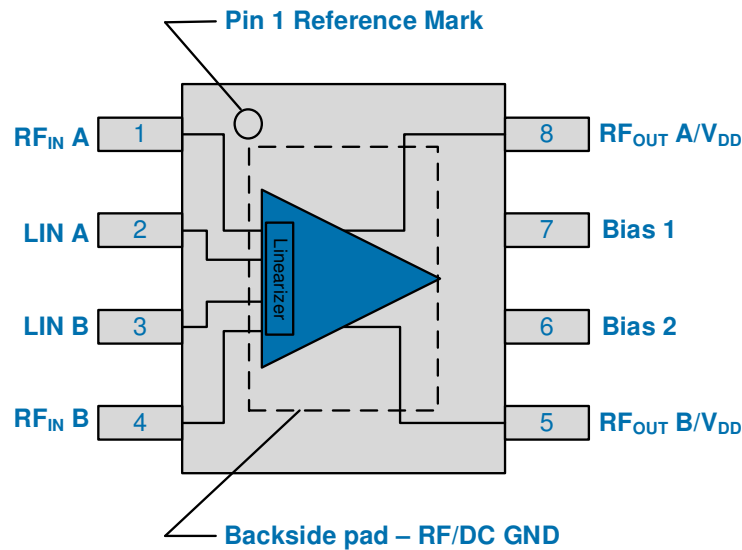 Pin 1 Reference Mark
RFIN A
1
8
RFOUT A/VDD
LIN A
2
7
Bias 1
Linearizer
LIN B
3
6
Bias 2
RFIN B
4
5
RFOUT B/VDD
Backside pad – RF/DC GND